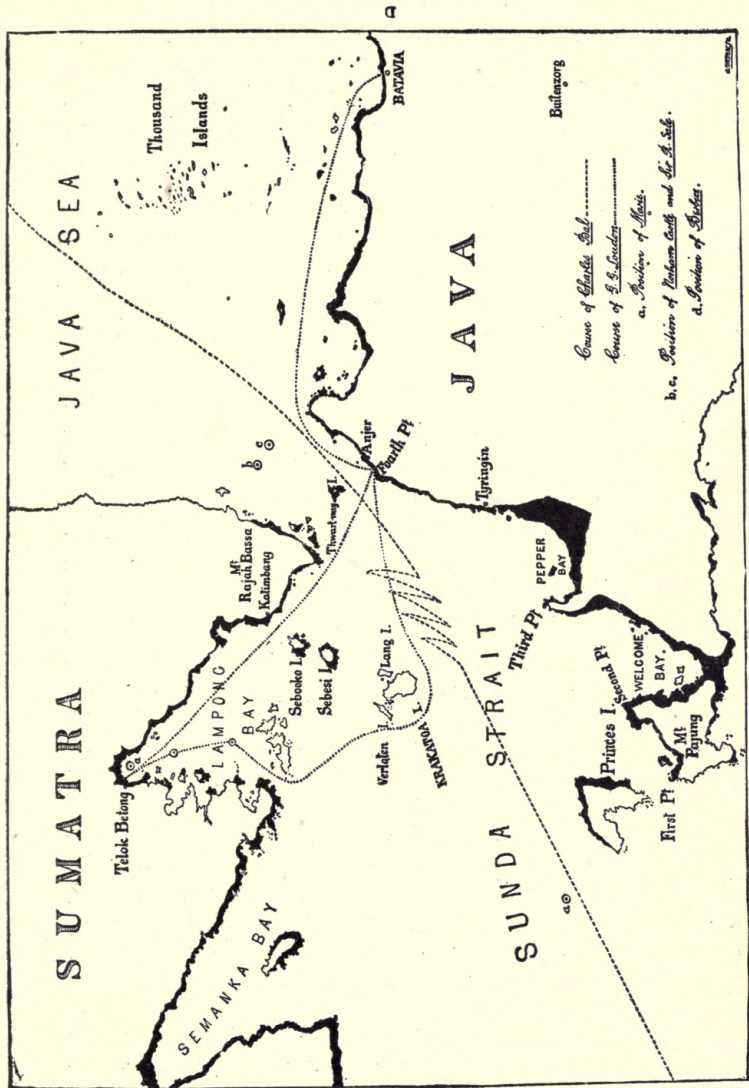 SUMATRA
JAVA SEA
Thousand
Islands
BATAVIA
Buitenzorg
Telok Betong
a
LAMPONG
BAY
Mt
Rajah Bassa
Kalimbang
b
c
Sebooko I.
Sebesi I.
Thwart-way I.
Anjer
Fourth Pt
JAVA
SEMANKA BAY
Verlaten I.
Lang I.
KRAKATOA I.
Tyringin
PEPPER
BAY
Third Pt
SUNDA STRAIT
Princes I.
Second Pt
WELCOME
BAY.
Mt
Pajung
First Pt
a
Course of Charles Bal
Course of G. G. Loudon
a. Position of Marie.
b.c. Position of Norham Castle and Sir R. Sale.
d. Position of Berbice.